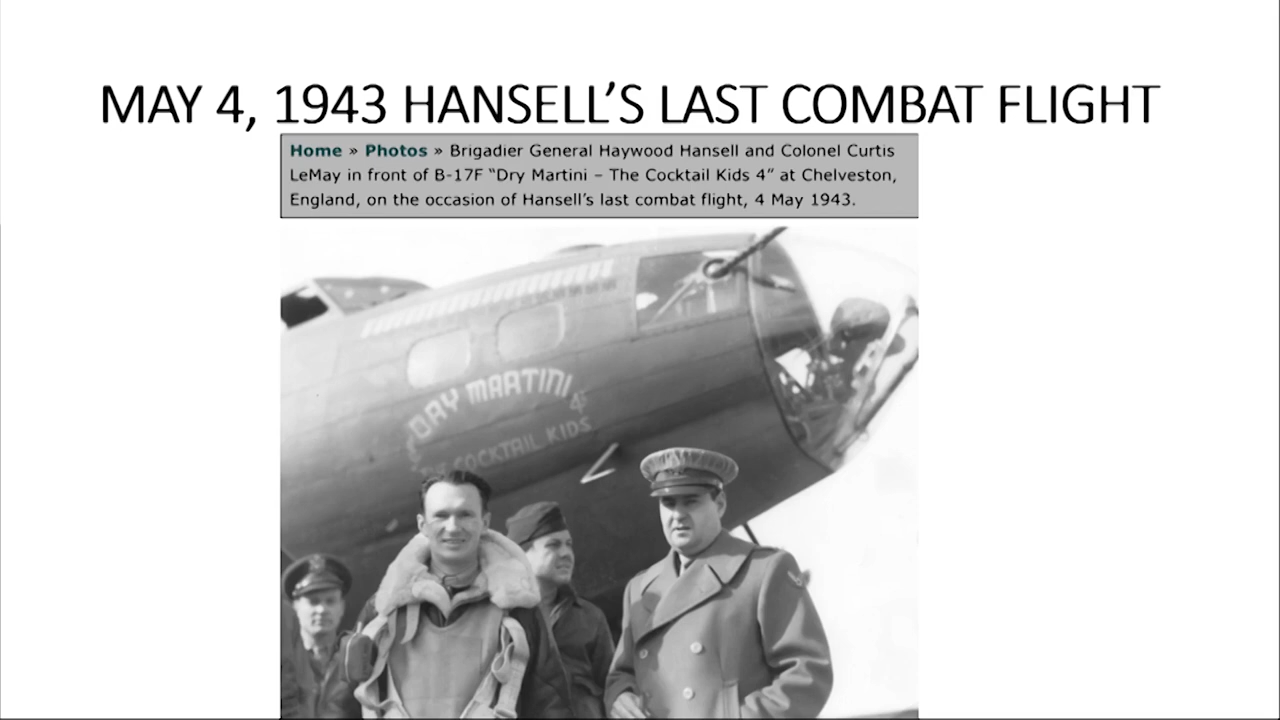 MAY 4, 1943 HANSELL’S LAST COMBAT FLIGHT
Home » Photos » Brigadier General Haywood Hansell and Colonel Curtis
LeMay in front of B-17F “Dry Martini – The Cocktail Kids 4” at Chelveston,
England, on the occasion of Hansell’s last combat flight, 4 May 1943.
DRY MARTINI
4
THE COCKTAIL KIDS